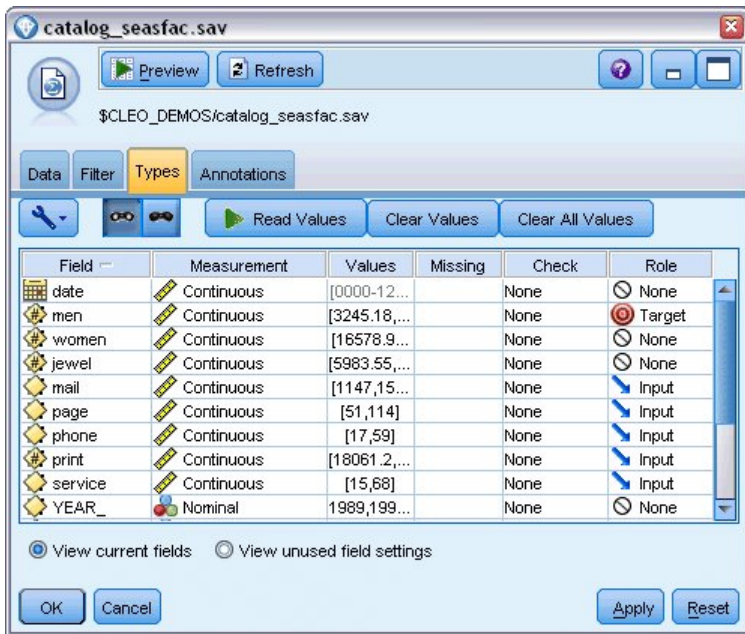 catalog_seasfac.sav
Preview Refresh
$CLEO_DEMOS/catalog_seasfac.sav
Data Filter Types Annotations
Read Values Clear Values Clear All Values
Field Measurement Values Missing Check Role
date Continuous [0000-12... None None
men Continuous [3245.18,... None Target
women Continuous [16578.9... None None
jewel Continuous [5983.55,... None None
mail Continuous [1147,15... None Input
page Continuous [51,114] None Input
phone Continuous [17,59] None Input
print Continuous [18061.2,... None Input
service Continuous [15,68] None Input
YEAR_ Nominal 1989,199... None None
View current fields View unused field settings
OK Cancel Apply Reset